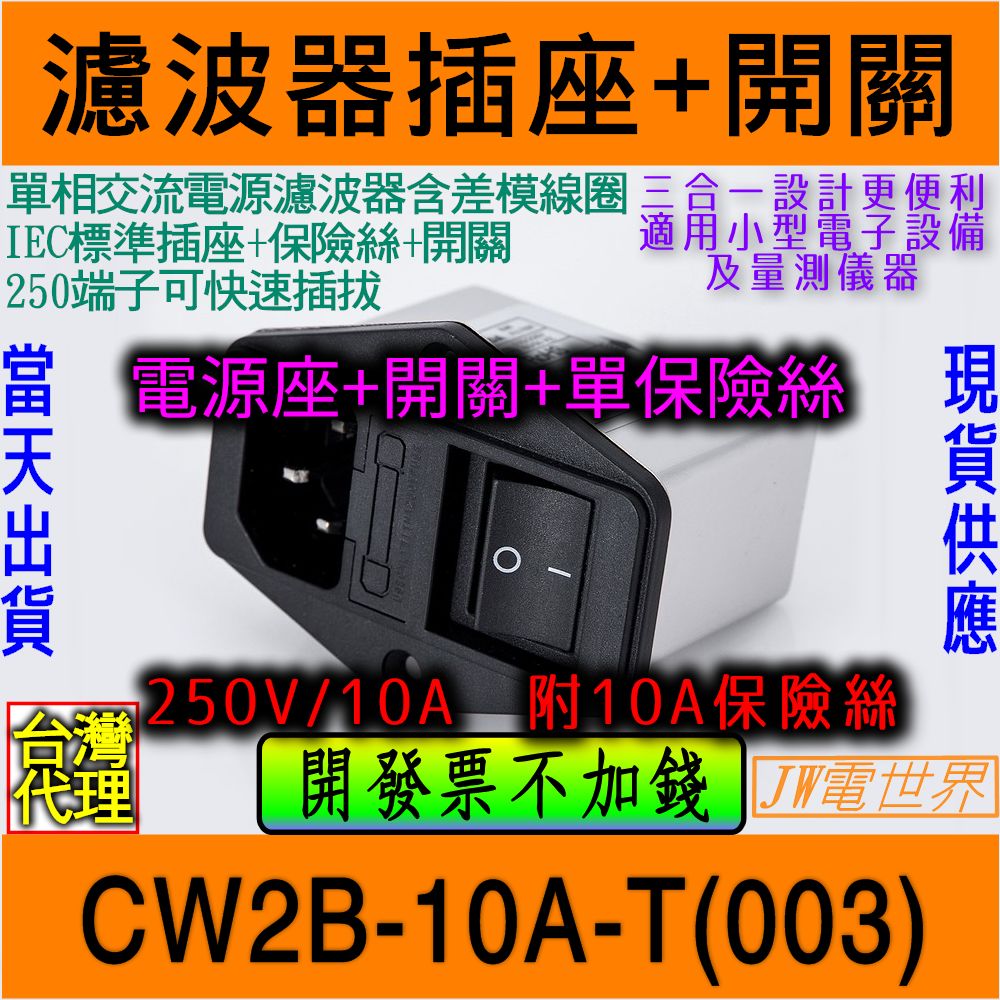 濾波器插座+開關
單相交流電源濾波器含差模線圈
IEC標準插座+保險絲+開關
250端子可快速插拔
三合一設計更便利
適用小型電子設備
及量測儀器
當天出貨
現貨供應
電源座+開關+單保險絲
O I
250V/10A 附10A保險絲
台灣
代理
開發票不加錢
JW電世界
CW2B-10A-T(003)